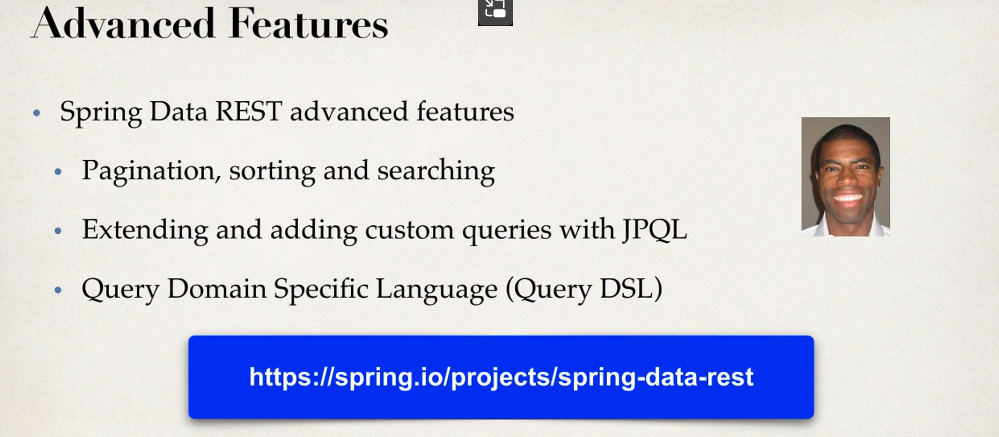 Advanced Features
• Spring Data REST advanced features
• Pagination, sorting and searching
• Extending and adding custom queries with JPQL
• Query Domain Specific Language (Query DSL)
https://spring.io/projects/spring-data-rest